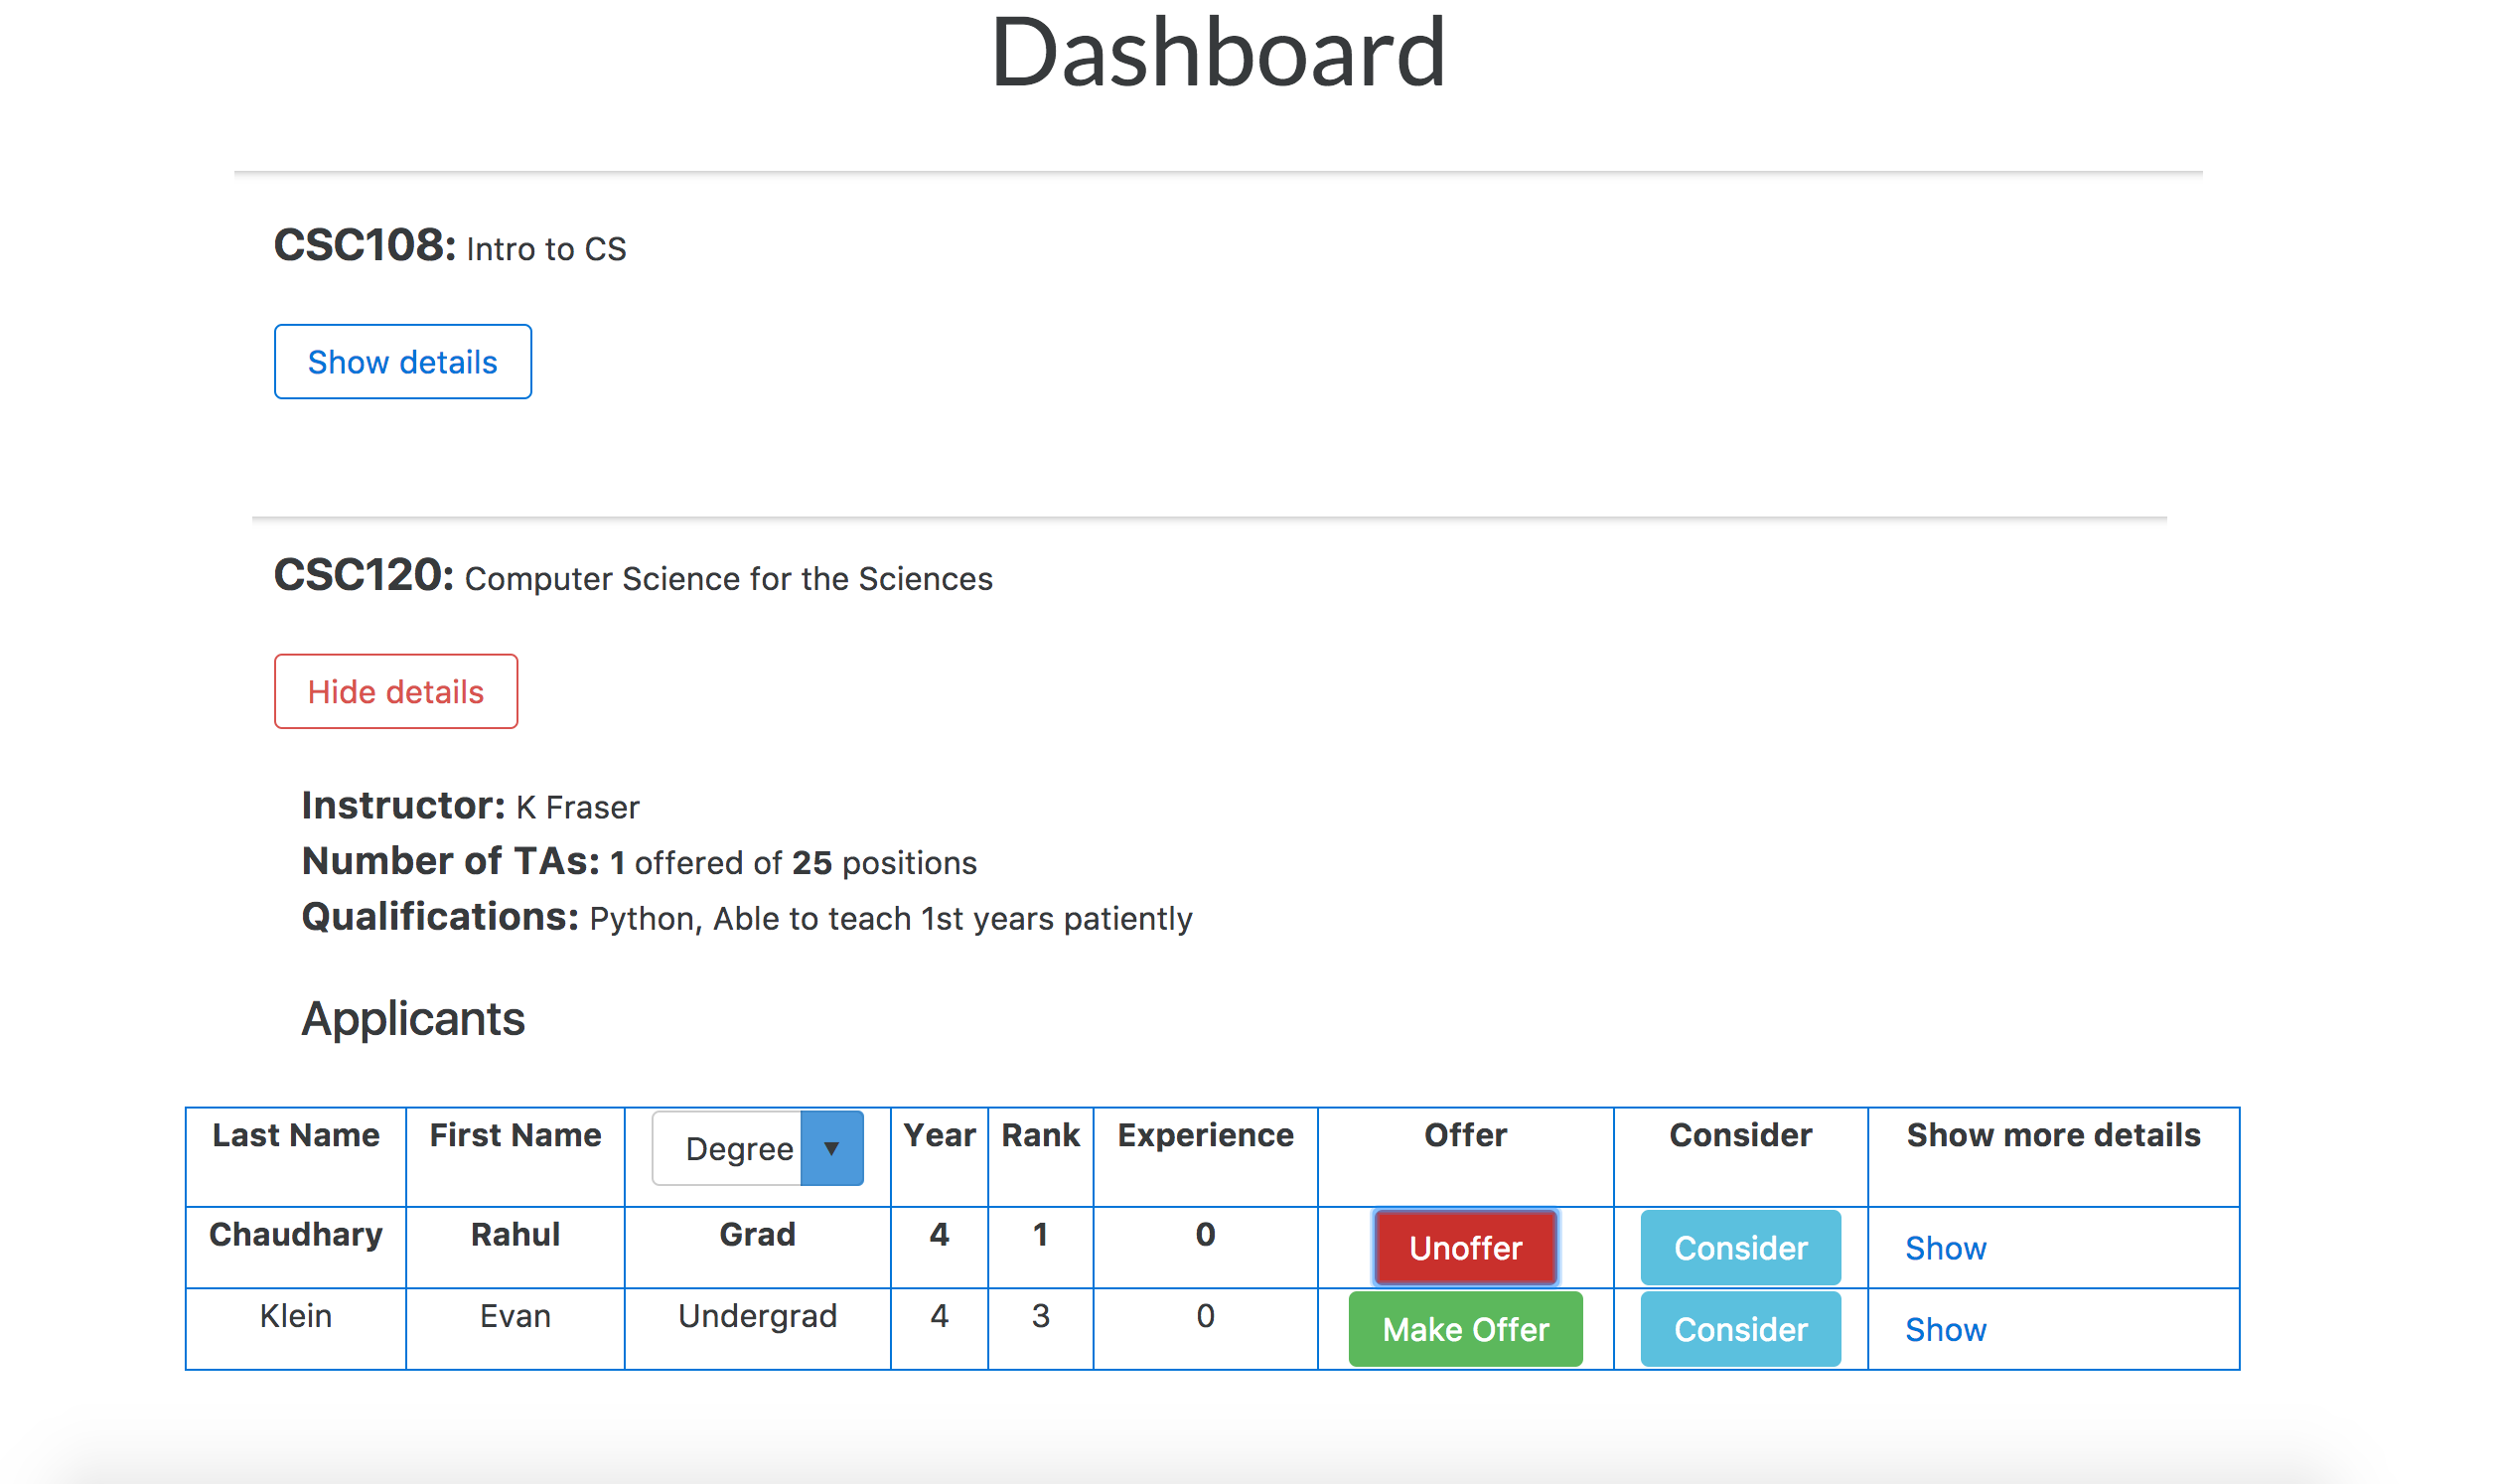 Dashboard
CSC108: Intro to CS
Show details
CSC120: Computer Science for the Sciences
Hide details
Instructor: K Fraser
Number of TAs: 1 offered of 25 positions
Qualifications: Python, Able to teach 1st years patiently
Applicants
Last Name First Name Degree ▼ Year Rank Experience Offer Consider Show more details
Chaudhary Rahul Grad 4 1 0 Unoffer Consider Show
Klein Evan Undergrad 4 3 0 Make Offer Consider Show